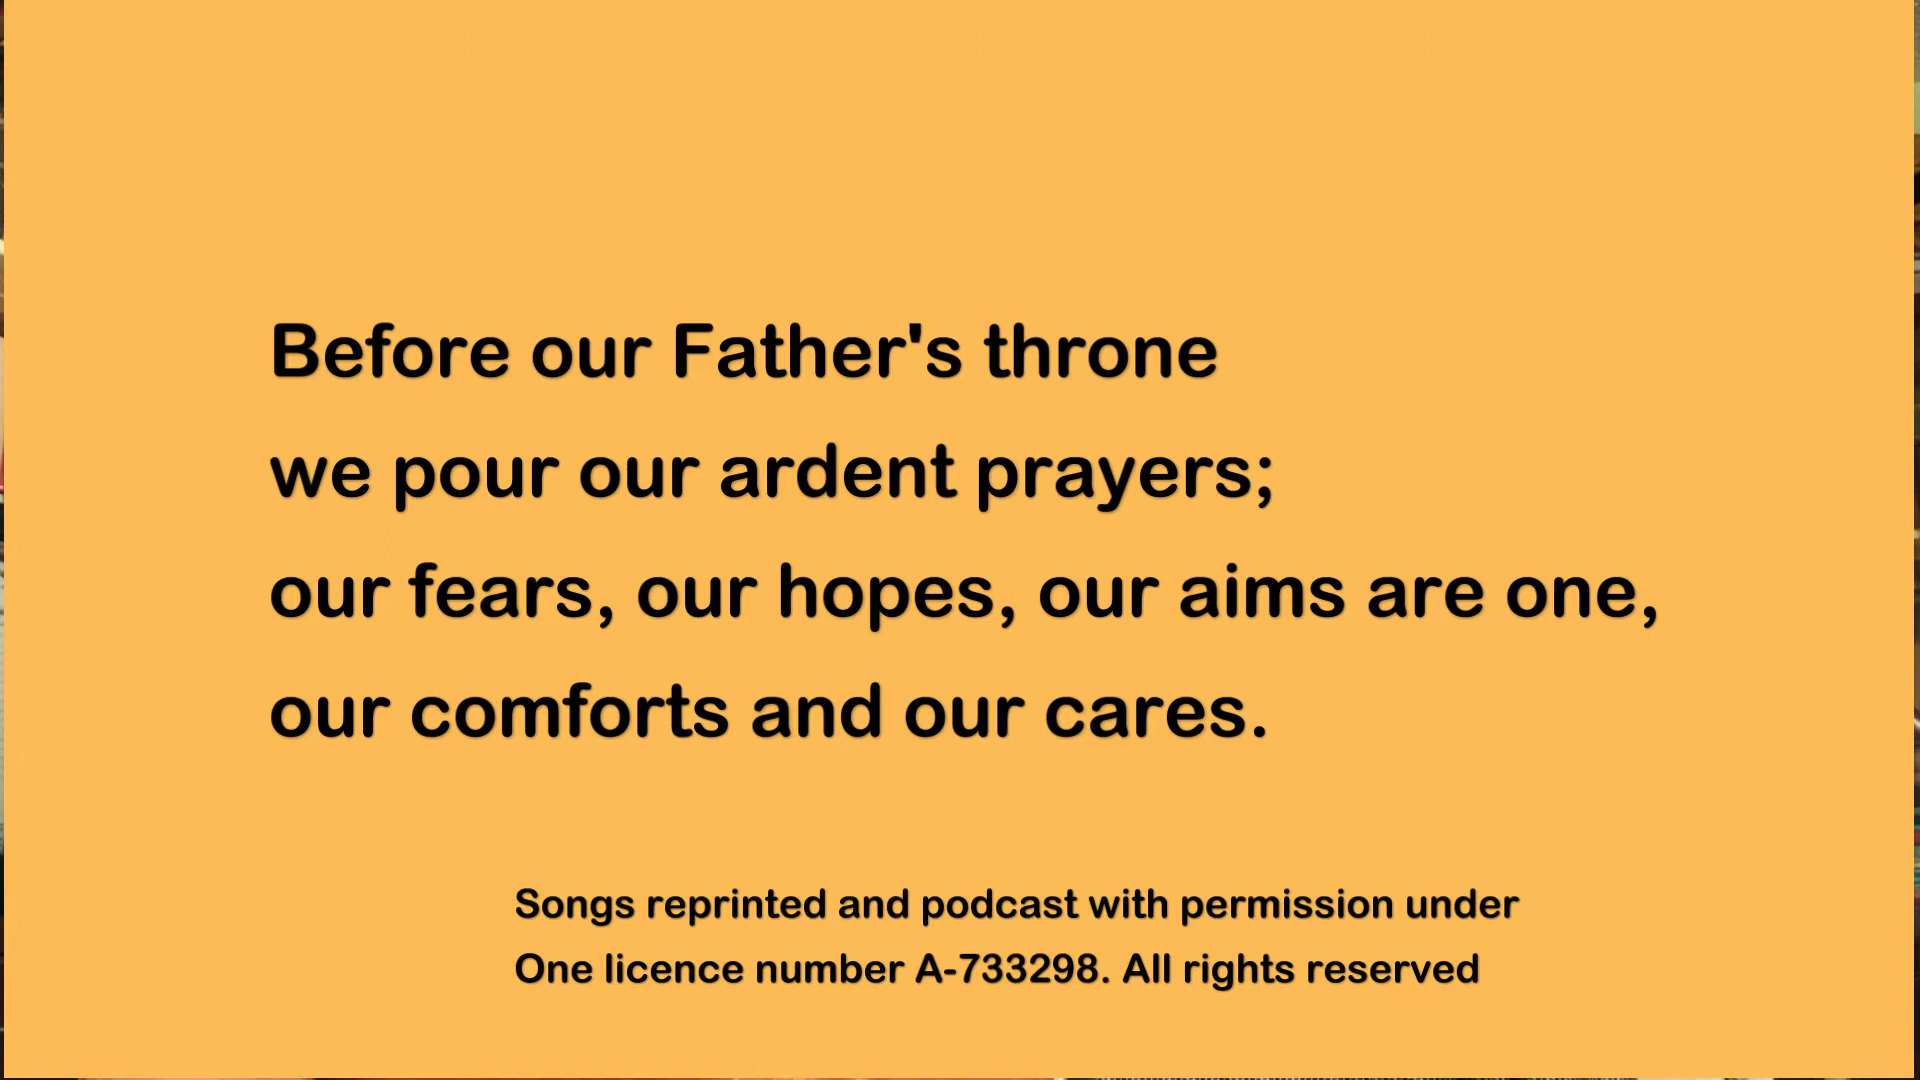 Before our Father's throne
we pour our ardent prayers;
our fears, our hopes, our aims are one,
our comforts and our cares.
Songs reprinted and podcast with permission under
One licence number A-733298. All rights reserved